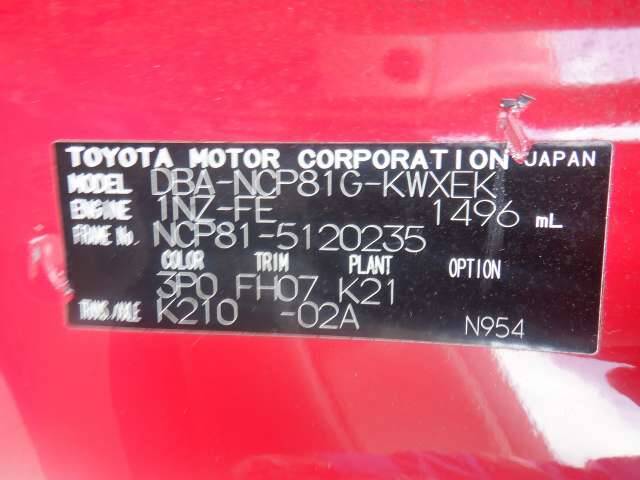 TOYOTA MOTOR CORPORATION JAPAN
MODEL DBA-NCP81G-KWXEK
ENGINE 1NZ-FE 1496 mL
FRAME No. NCP81-5120235
COLOR TRIM PLANT OPTION
3P0 FH07 K21
TRANS./AXLE K210 -02A N954